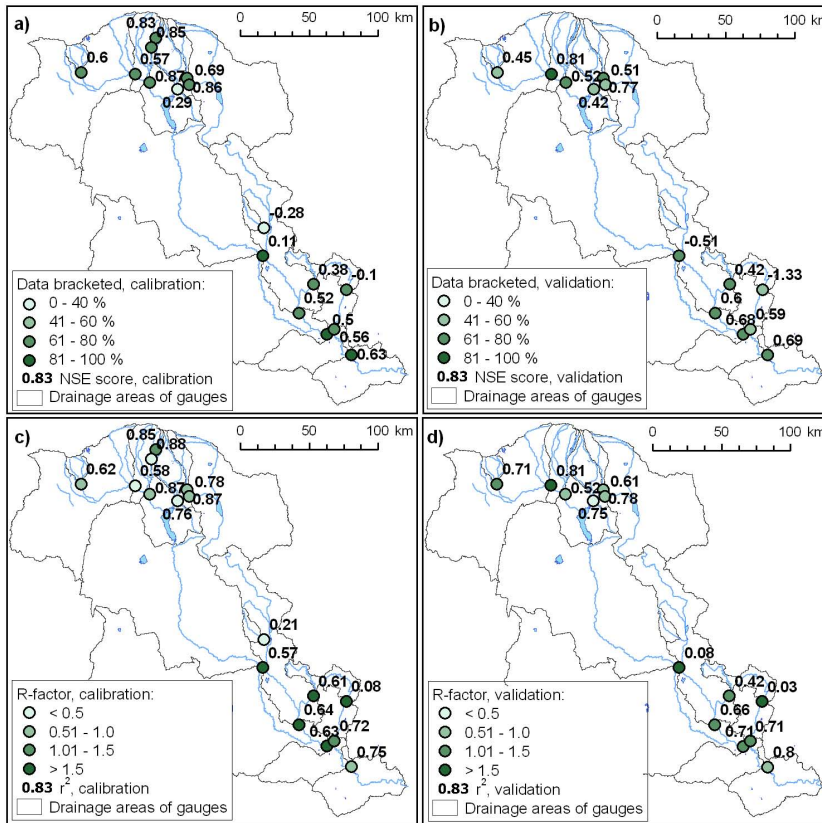 a)
0 50 100 km
0.83
0.85
0.6
0.57
0.87
0.69
0.86
0.29
-0.28
0.11
0.38
-0.1
0.52
0.5
0.56
0.63
Data bracketed, calibration:
0 - 40 %
41 - 60 %
61 - 80 %
81 - 100 %
0.83 NSE score, calibration
Drainage areas of gauges
b)
0 50 100 km
0.45
0.81
0.52
0.51
0.77
0.42
-0.51
0.42
-1.33
0.6
0.59
0.68
0.69
Data bracketed, validation:
0 - 40 %
41 - 60 %
61 - 80 %
81 - 100 %
0.83 NSE score, validation
Drainage areas of gauges
c)
0 50 100 km
0.85
0.88
0.62
0.58
0.87
0.78
0.87
0.76
0.21
0.57
0.61
0.08
0.64
0.72
0.63
0.75
R-factor, calibration:
< 0.5
0.51 - 1.0
1.01 - 1.5
> 1.5
0.83 r², calibration
Drainage areas of gauges
d)
0 50 100 km
0.71
0.81
0.52
0.61
0.78
0.75
0.08
0.42
0.03
0.66
0.71
0.71
0.8
R-factor, validation:
< 0.5
0.51 - 1.0
1.01 - 1.5
> 1.5
0.83 r², validation
Drainage areas of gauges